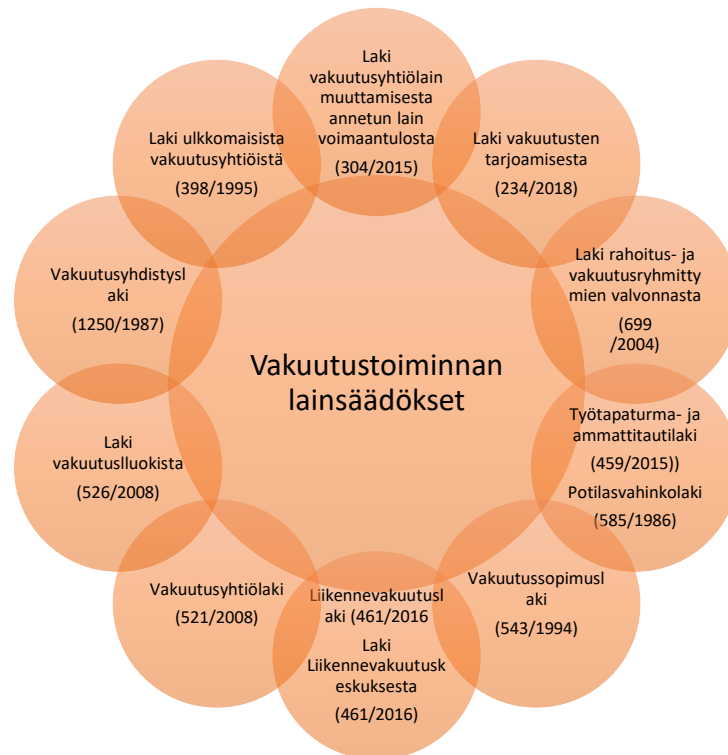 Laki
vakuutusyhtiölain
muuttamisesta
annetun lain
voimaantulosta
(304/2015)
Laki vakuutusten
tarjoamisesta
(234/2018)
Laki rahoitus- ja
vakuutusryhmitty
mien valvonnasta
(699
/2004)
Työtapaturma- ja
ammattitautilaki
(459/2015))
Potilasvahinkolaki
(585/1986)
Vakuutussopimusl
aki
(543/1994)
Liikennevakuutusl
aki (461/2016
Laki
Liikennevakuutusk
eskuksesta
(461/2016)
Vakuutusyhtiölaki
(521/2008)
Laki
vakuutuslluokista
(526/2008)
Vakuutusyhdistysl
aki
(1250/1987)
Laki ulkkomaisista
vakuutusyhtiöistä
(398/1995)
Vakuutustoiminnan
lainsäädökset